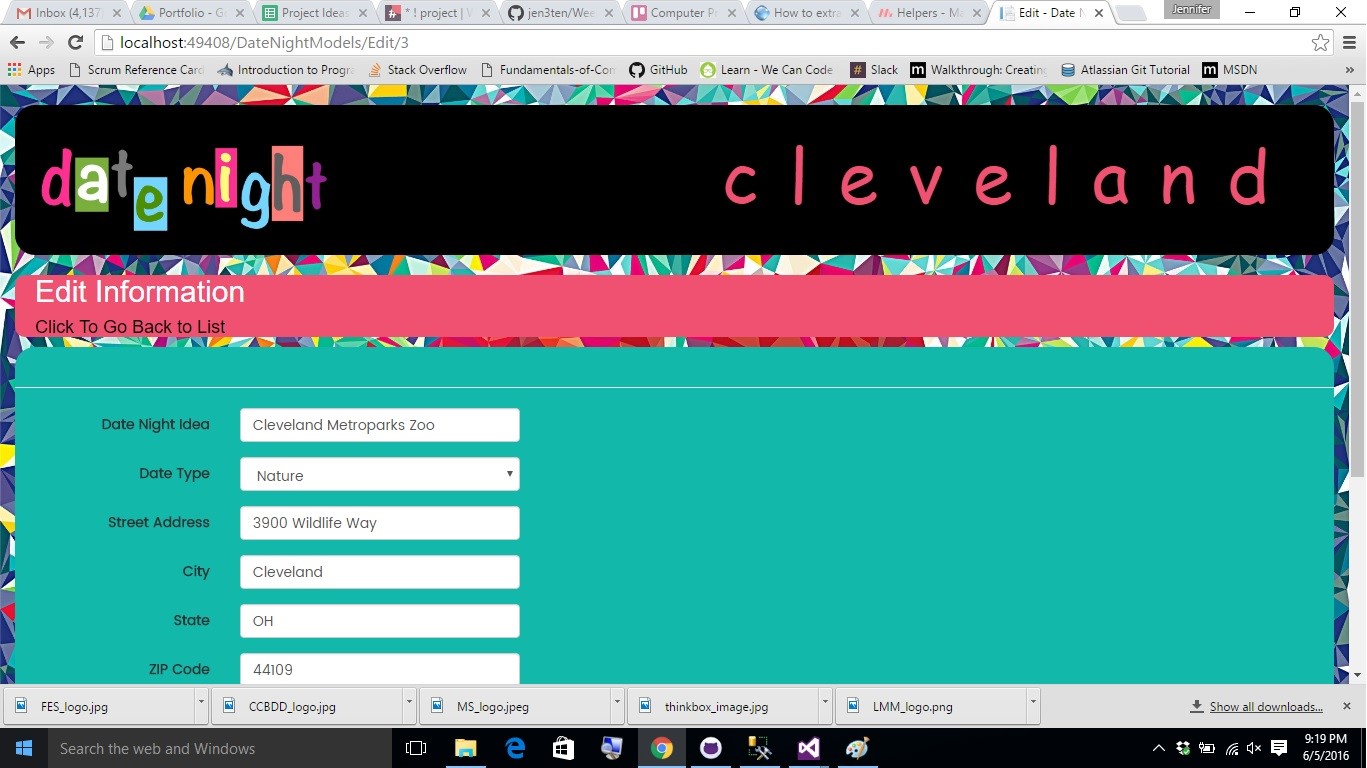 Inbox (4,137
Portfolio - G
Project Ideas
* ! project | W
jen3ten/Wee
Computer P
How to extra
Helpers - Ma
Edit - Date N
Jennifer
localhost:49408/DateNightModels/Edit/3
Apps
Scrum Reference Card
Introduction to Progra
Stack Overflow
Fundamentals-of-Con
GitHub
Learn - We Can Code
Slack
Walkthrough: Creating
Atlassian Git Tutorial
MSDN
»
date night
cleveland
Edit Information
Click To Go Back to List
Date Night Idea
Cleveland Metroparks Zoo
Date Type
Nature
Street Address
3900 Wildlife Way
City
Cleveland
State
OH
ZIP Code
44109
FES_logo.jpg
CCBDD_logo.jpg
MS_logo.jpeg
thinkbox_image.jpg
LMM_logo.png
Show all downloads...
Search the web and Windows
9:19 PM
6/5/2016